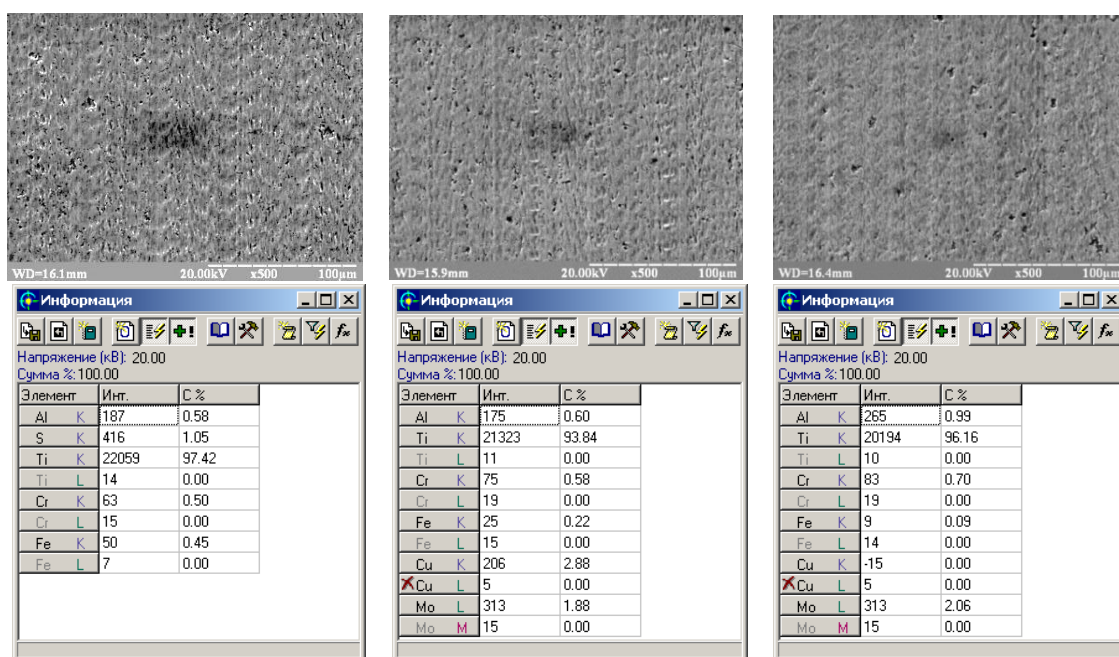 WD=16.1mm 20.00kV x500 100µm
Информация
Напряжение (кВ): 20.00
Сумма %: 100.00
Элемент Инт. C %
Al K 187 0.58
S K 416 1.05
Ti K 22059 97.42
Ti L 14 0.00
Cr K 63 0.50
Cr L 15 0.00
Fe K 50 0.45
Fe L 7 0.00
WD=15.9mm 20.00kV x500 100µm
Информация
Напряжение (кВ): 20.00
Сумма %: 100.00
Элемент Инт. C %
Al K 175 0.60
Ti K 21323 93.84
Ti L 11 0.00
Cr K 75 0.58
Cr L 19 0.00
Fe K 25 0.22
Fe L 15 0.00
Cu K 206 2.88
Cu L 5 0.00
Mo L 313 1.88
Mo M 15 0.00
WD=16.4mm 20.00kV x500 100µm
Информация
Напряжение (кВ): 20.00
Сумма %: 100.00
Элемент Инт. C %
Al K 265 0.99
Ti K 20194 96.16
Ti L 10 0.00
Cr K 83 0.70
Cr L 19 0.00
Fe K 9 0.09
Fe L 14 0.00
Cu K -15 0.00
Cu L 5 0.00
Mo L 313 2.06
Mo M 15 0.00